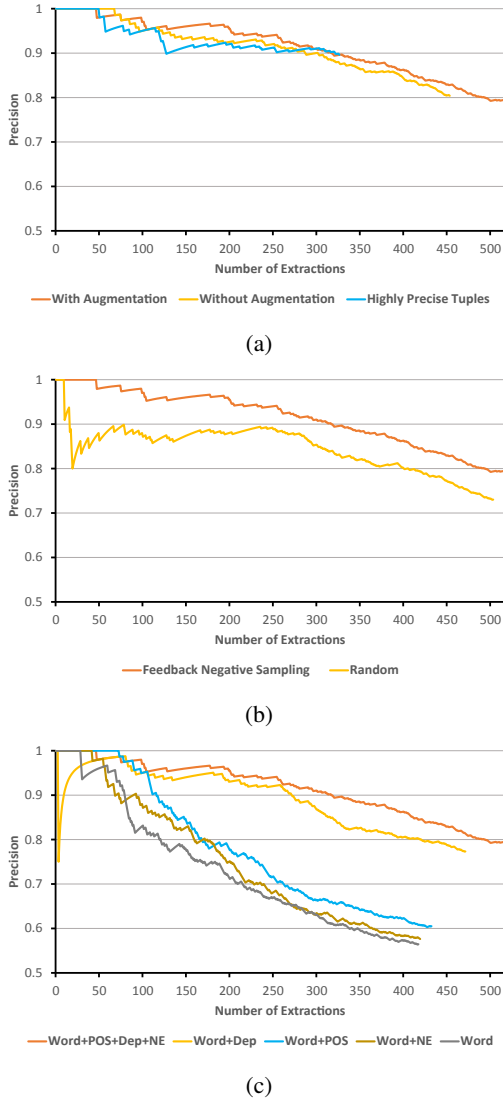 1
0.9
0.8
0.7
0.6
0.5
Precision
0 50 100 150 200 250 300 350 400 450 500
Number of Extractions
With Augmentation Without Augmentation Highly Precise Tuples
(a)
1
0.9
0.8
0.7
0.6
0.5
Precision
0 50 100 150 200 250 300 350 400 450 500
Number of Extractions
Feedback Negative Sampling Random
(b)
1
0.9
0.8
0.7
0.6
0.5
Precision
0 50 100 150 200 250 300 350 400 450 500
Number of Extractions
Word+POS+Dep+NE Word+Dep Word+POS Word+NE Word
(c)